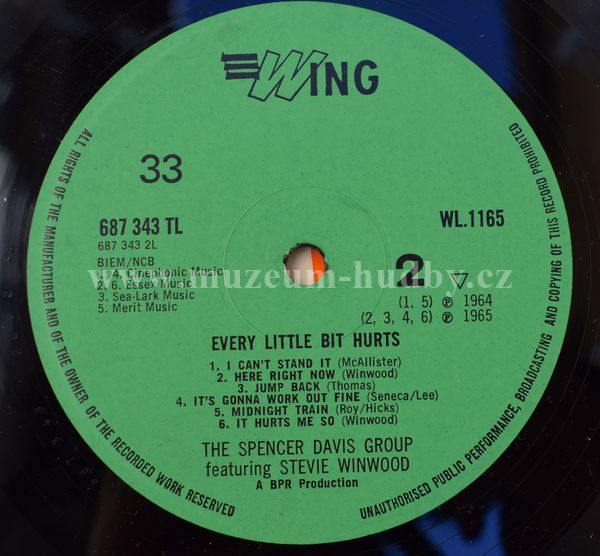 WING
33
687 343 TL
687 343 2L
WL.1165
BIEM/NCB
1. 4. Cinephonic Music
2. 6. Essex Music
3. Sea-Lark Music
5. Merit Music
2 ▽
(1, 5) ℗ 1964
(2, 3, 4, 6) ℗ 1965
www.muzeum-hudby.cz
EVERY LITTLE BIT HURTS
1. I CAN'T STAND IT (McAllister)
2. HERE RIGHT NOW (Winwood)
3. JUMP BACK (Thomas)
4. IT'S GONNA WORK OUT FINE (Seneca/Lee)
5. MIDNIGHT TRAIN (Roy/Hicks)
6. IT HURTS ME SO (Winwood)
THE SPENCER DAVIS GROUP
featuring STEVIE WINWOOD
A BPR Production
ALL RIGHTS OF THE MANUFACTURER AND OF THE OWNER OF THE RECORDED WORK RESERVED
UNAUTHORISED PUBLIC PERFORMANCE, BROADCASTING AND COPYING OF THIS RECORD PROHIBITED